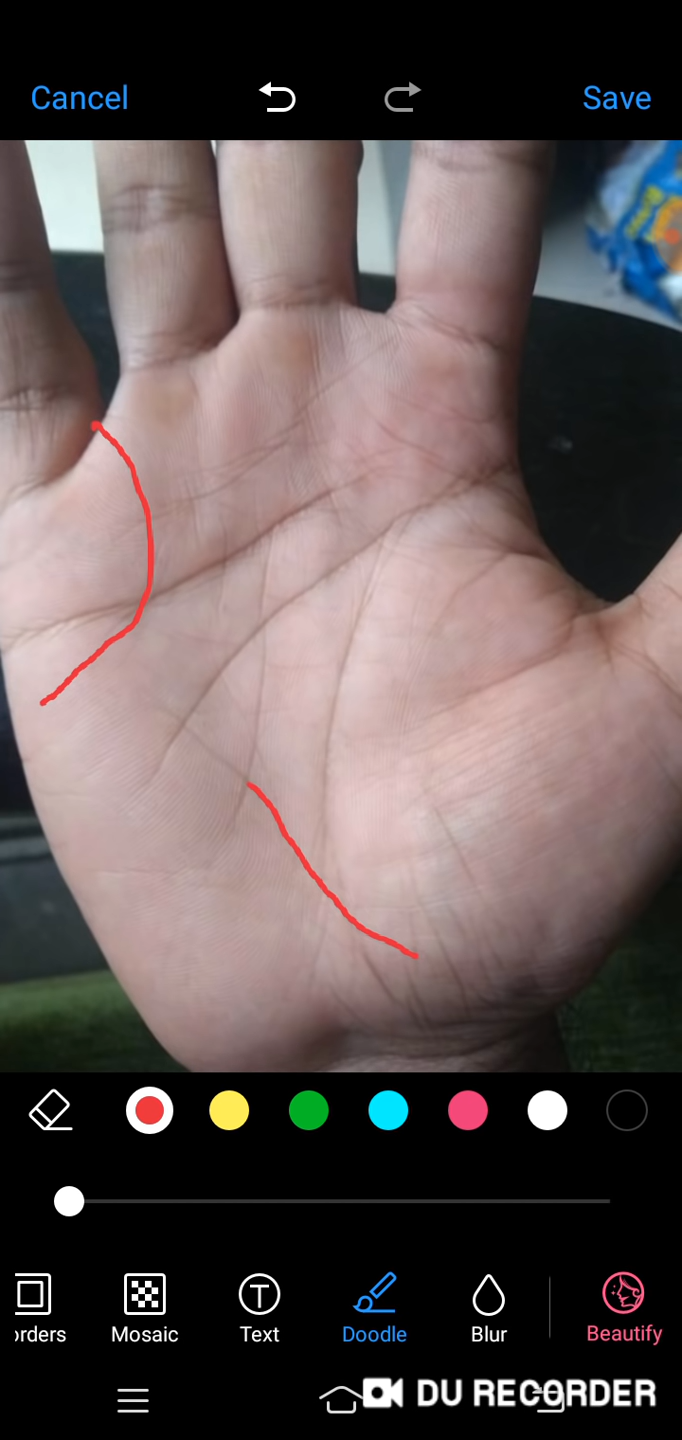 Cancel
Save
orders
Mosaic
Text
Doodle
Blur
Beautify
DU RECORDER